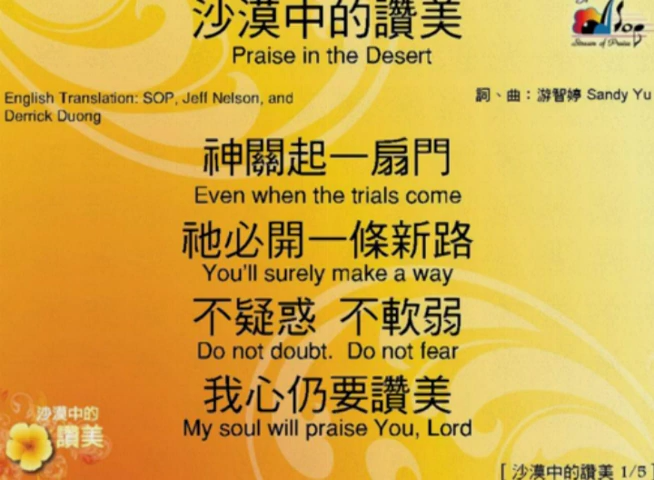 沙漠中的讚美
Praise in the Desert
SOP
Stream of Praise
English Translation: SOP, Jeff Nelson, and
Derrick Duong
詞、曲：游智婷 Sandy Yu
神關起一扇門
Even when the trials come
祂必開一條新路
You'll surely make a way
不疑惑 不軟弱
Do not doubt. Do not fear
我心仍要讚美
My soul will praise You, Lord
沙漠中的
讚美
[ 沙漠中的讚美 1/5 ]